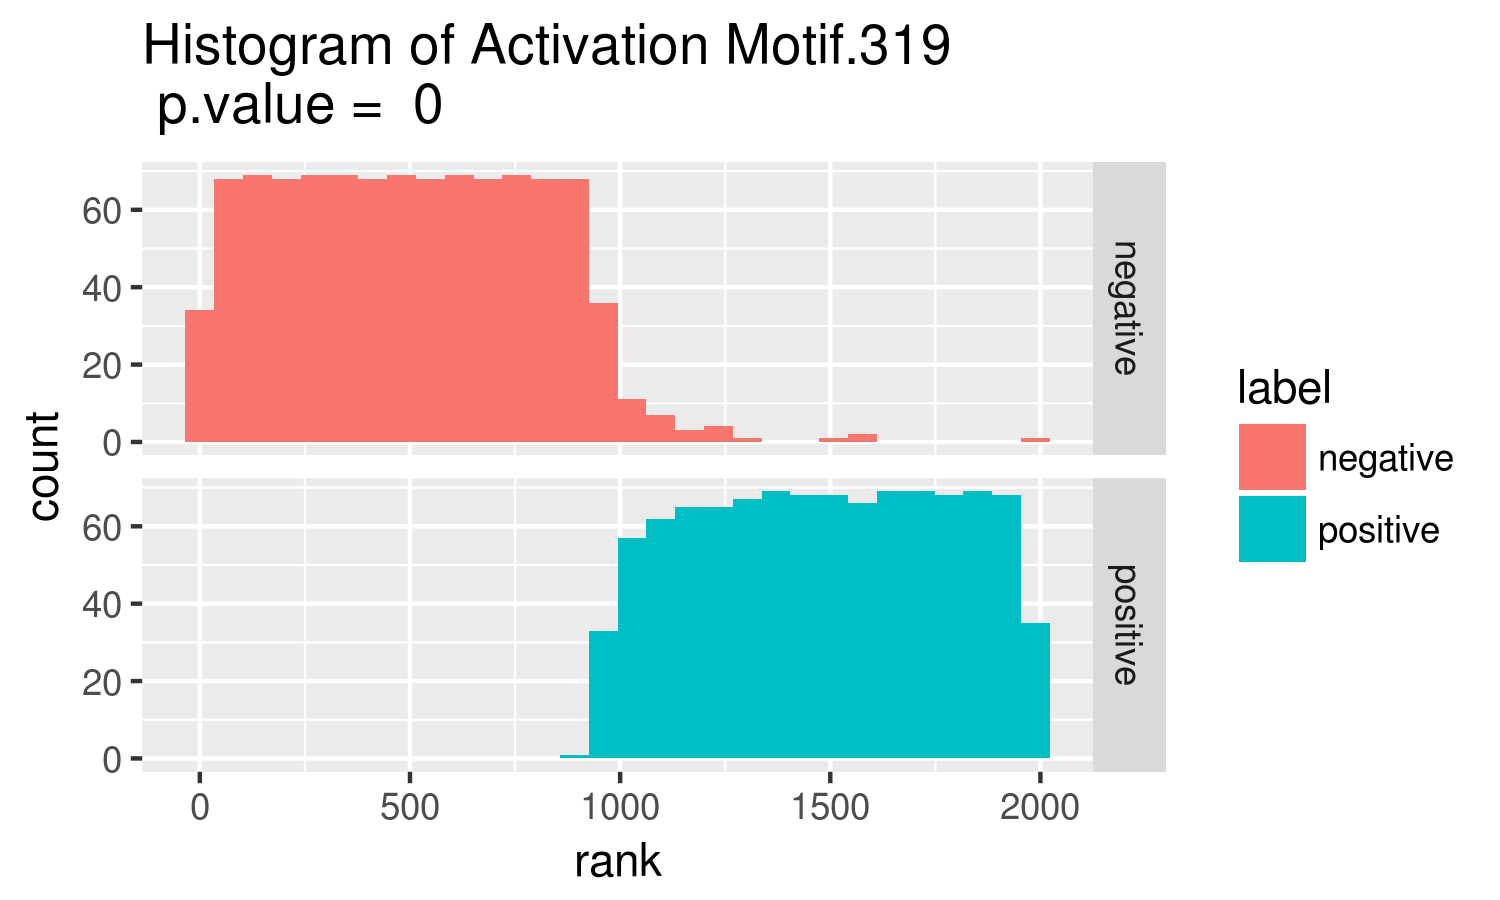 Histogram of Activation Motif.319
p.value =  0
60
40
20
0
negative
60
40
20
0
positive
count
0
500
1000
1500
2000
rank
label
negative
positive